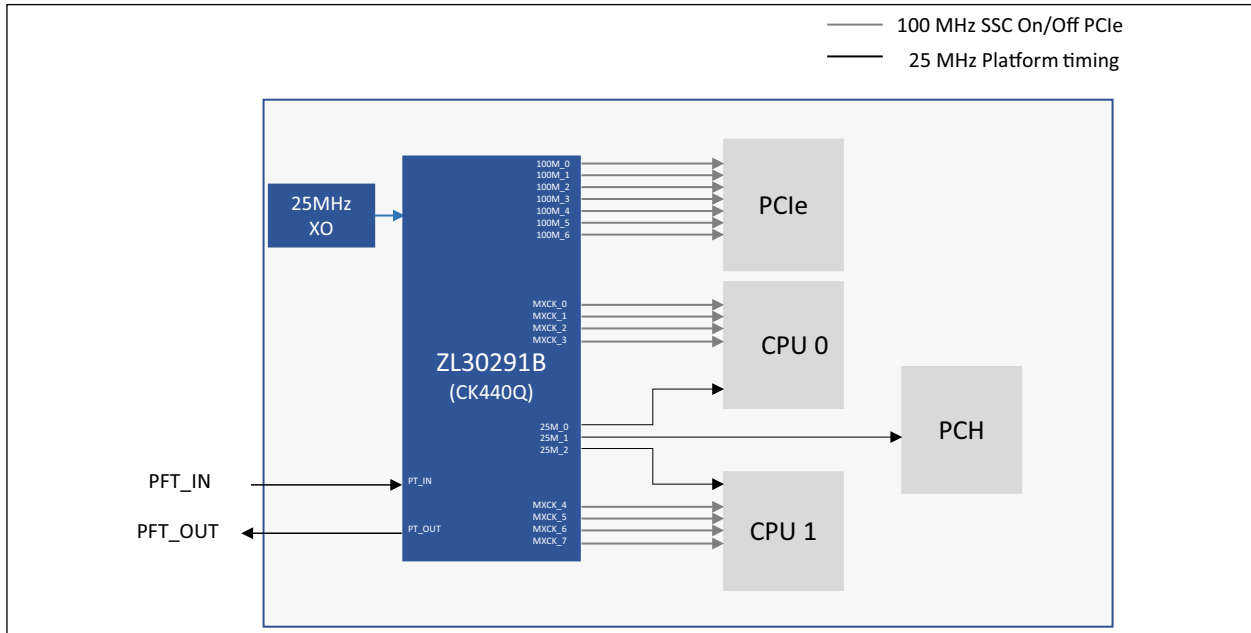 100 MHz SSC On/Off PCIe
25 MHz Platform timing
25MHz
XO
100M_0
100M_1
100M_2
100M_3
100M_4
100M_5
100M_6
PCIe
MXCK_0
MXCK_1
MXCK_2
MXCK_3
CPU 0
ZL30291B
(CK440Q)
25M_0
25M_1
25M_2
PCH
PFT_IN
PT_IN
PFT_OUT
PT_OUT
MXCK_4
MXCK_5
MXCK_6
MXCK_7
CPU 1